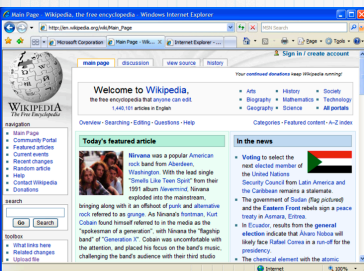 Main Page - Wikipedia, the free encyclopedia - Windows Internet Explorer
http://en.wikipedia.org/wiki/Main_Page
MSN Search
Microsoft Corporation
Main Page - Wiki...
Internet Explorer - ...
Page
Tools
Sign in / create account
main page
discussion
view source
history
Your continued donations keep Wikipedia running!
WIKIPEDIA
The Free Encyclopedia
Welcome to Wikipedia,
the free encyclopedia that anyone can edit.
1,440,151 articles in English
Arts
History
Society
Biography
Mathematics
Technology
Geography
Science
All portals
Overview · Searching · Editing · Questions · Help
Categories · Featured content · A–Z index
navigation
Main Page
Community Portal
Featured articles
Current events
Recent changes
Random article
Help
Contact Wikipedia
Donations
search
Go
Search
toolbox
What links here
Related changes
Upload file
Today's featured article
Nirvana was a popular American
rock band from Aberdeen,
Washington. With the lead single
"Smells Like Teen Spirit" from their
1991 album Nevermind, Nirvana
exploded into the mainstream,
bringing along with it an offshoot of punk and alternative
rock referred to as grunge. As Nirvana's frontman, Kurt
Cobain found himself referred to in the media as the
"spokesman of a generation", with Nirvana the "flagship
band" of "Generation X". Cobain was uncomfortable with
the attention, and placed his focus on the band's music,
challenging the band's audience with their third studio
In the news
Voting to select the
next elected member of
the United Nations
Security Council from Latin America and
the Caribbean remains a stalemate.
The government of Sudan (flag pictured)
and the Eastern Front rebels sign a peace
treaty in Asmara, Eritrea.
In Ecuador, results from the general
election indicate that Álvaro Noboa will
likely face Rafael Correa in a run-off for the
presidency.
The chemical element with the atomic
Internet
100%